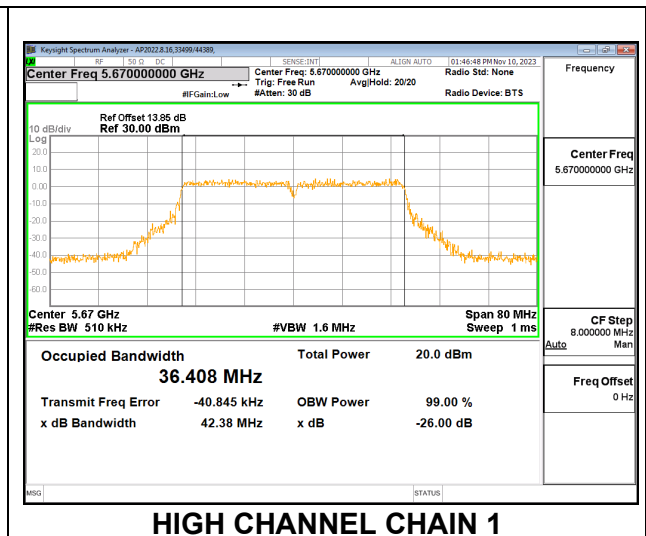 Keysight Spectrum Analyzer - AP2022.8.16,33499/44389,
RF 50 Ω DC SENSE:INT ALIGN AUTO 01:46:48 PM Nov 10, 2023
Center Freq 5.670000000 GHz Center Freq: 5.670000000 GHz Radio Std: None Frequency
Trig: Free Run Avg|Hold: 20/20
#IFGain:Low #Atten: 30 dB Radio Device: BTS
Ref Offset 13.85 dB
10 dB/div Ref 30.00 dBm
Log
20.0
10.0
0.00
-10.0
-20.0
-30.0
-40.0
-50.0
-60.0
Center Freq
5.670000000 GHz
Center 5.67 GHz Span 80 MHz
#Res BW 510 kHz #VBW 1.6 MHz Sweep 1 ms
CF Step
8.000000 MHz
Auto Man
Occupied Bandwidth Total Power 20.0 dBm
36.408 MHz
Freq Offset
0 Hz
Transmit Freq Error -40.845 kHz OBW Power 99.00 %
x dB Bandwidth 42.38 MHz x dB -26.00 dB
MSG STATUS
HIGH CHANNEL CHAIN 1